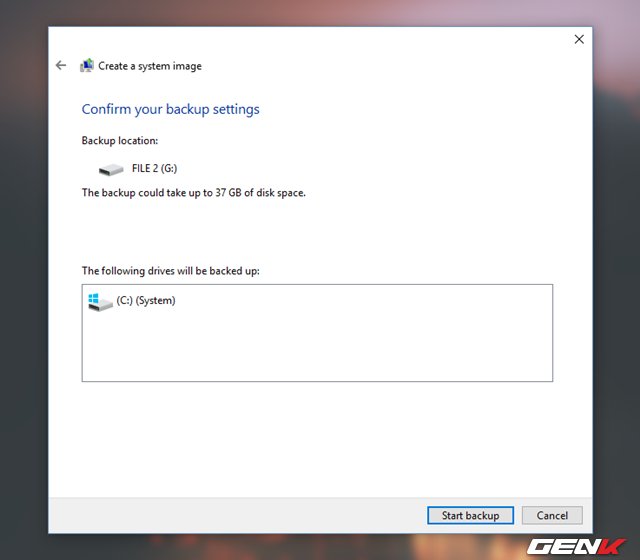 Create a system image
Confirm your backup settings
Backup location:
FILE 2 (G:)
The backup could take up to 37 GB of disk space.
The following drives will be backed up:
(C:) (System)
Start backup
Cancel
GENK